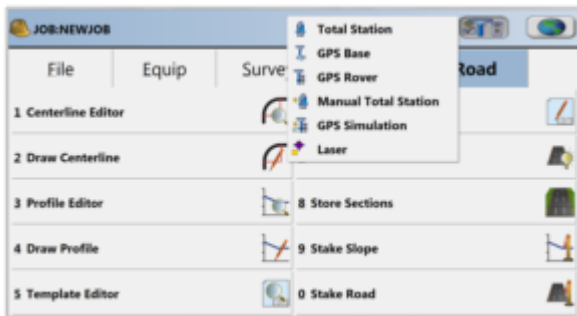 JOB:NEWJOB
File Equip Surve Road
Total Station
GPS Base
GPS Rover
Manual Total Station
GPS Simulation
Laser
1 Centerline Editor
2 Draw Centerline
3 Profile Editor
8 Store Sections
4 Draw Profile
9 Stake Slope
5 Template Editor
0 Stake Road